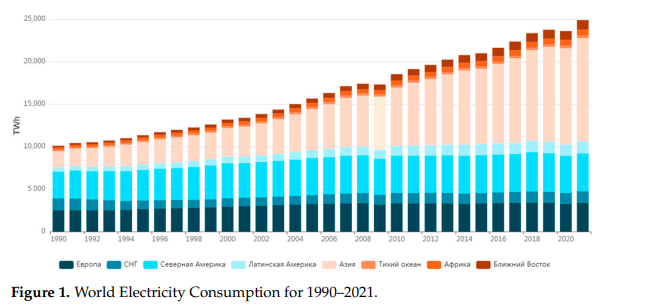 25,000
20,000
15,000
10,000
5 000
0
TWh
1990 1992 1994 1996 1998 2000 2002 2004 2006 2008 2010 2012 2014 2016 2018 2020
Европа СНГ Северная Америка Латинская Америка Азия Тихий океан Африка Ближний Восток
Figure 1. World Electricity Consumption for 1990–2021.